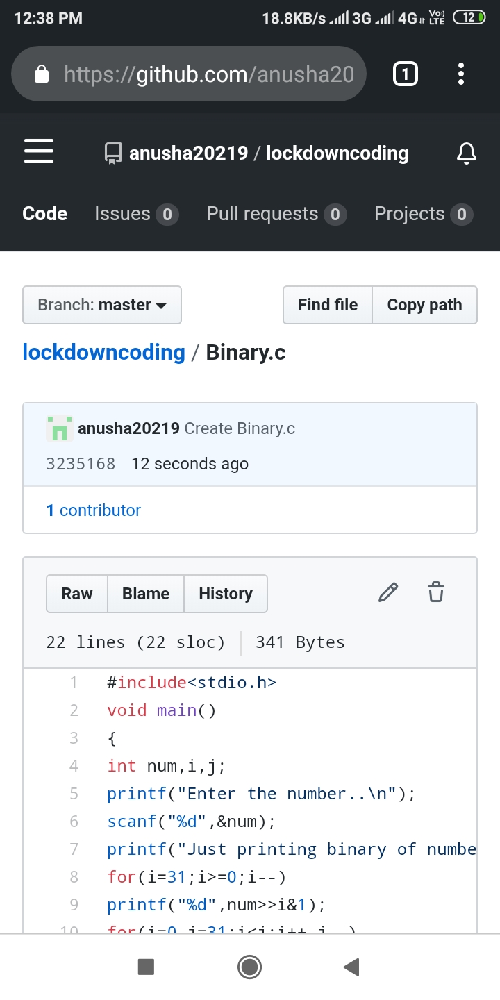 12:38 PM 18.8KB/s 3G 4G Vo) LTE 12
https://github.com/anusha20 1
anusha20219 / lockdowncoding
Code Issues 0 Pull requests 0 Projects 0
Branch: master Find file Copy path
lockdowncoding / Binary.c
anusha20219 Create Binary.c
3235168 12 seconds ago
1 contributor
Raw Blame History
22 lines (22 sloc) 341 Bytes
1 #include<stdio.h>
2 void main()
3 {
4 int num,i,j;
5 printf("Enter the number..\n");
6 scanf("%d",&num);
7 printf("Just printing binary of numbe
8 for(i=31;i>=0;i--)
9 printf("%d",num>>i&1);
10 for(i=0,j=31;i<j;i++,j--)